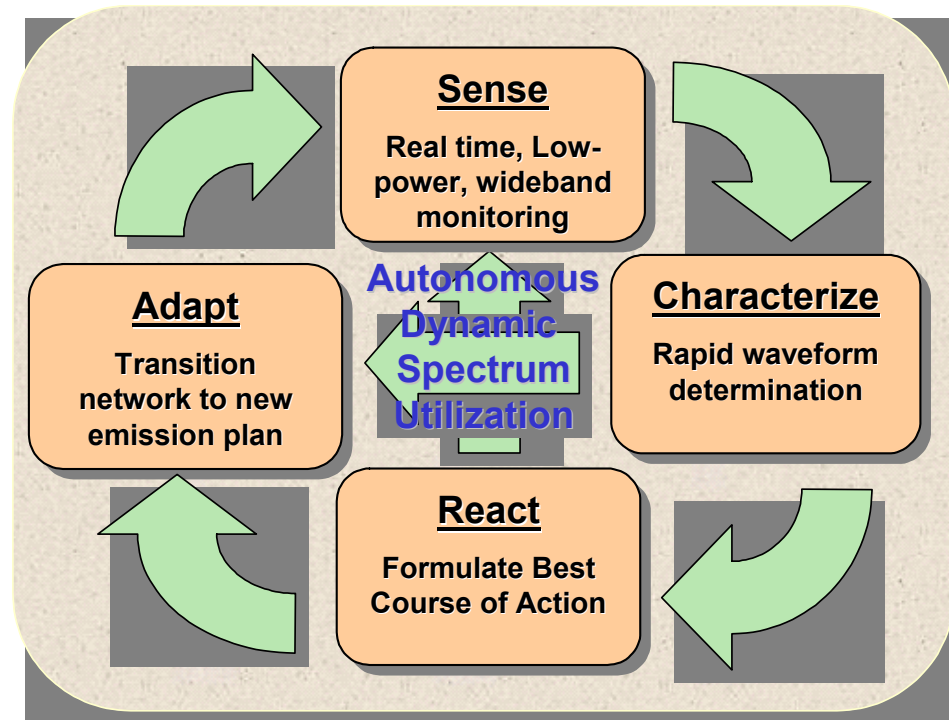 Sense
Real time, Low-
power, wideband
monitoring
Autonomous
Dynamic
Spectrum
Utilization
Characterize
Rapid waveform
determination
Adapt
Transition
network to new
emission plan
React
Formulate Best
Course of Action